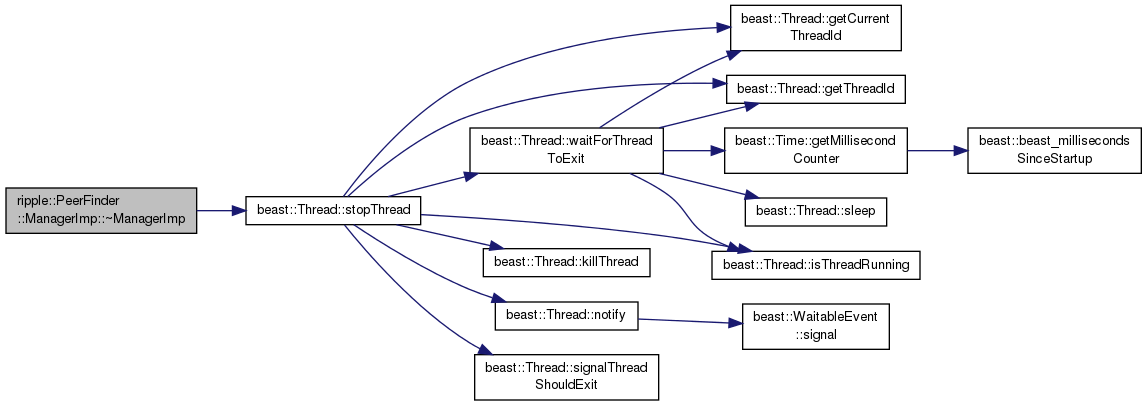 ripple::PeerFinder
::ManagerImp::~ManagerImp
beast::Thread::stopThread
beast::Thread::waitForThread
ToExit
beast::Thread::killThread
beast::Thread::notify
beast::Thread::signalThread
ShouldExit
beast::Thread::getCurrent
ThreadId
beast::Thread::getThreadId
beast::Time::getMillisecond
Counter
beast::Thread::sleep
beast::Thread::isThreadRunning
beast::WaitableEvent
::signal
beast::beast_milliseconds
SinceStartup